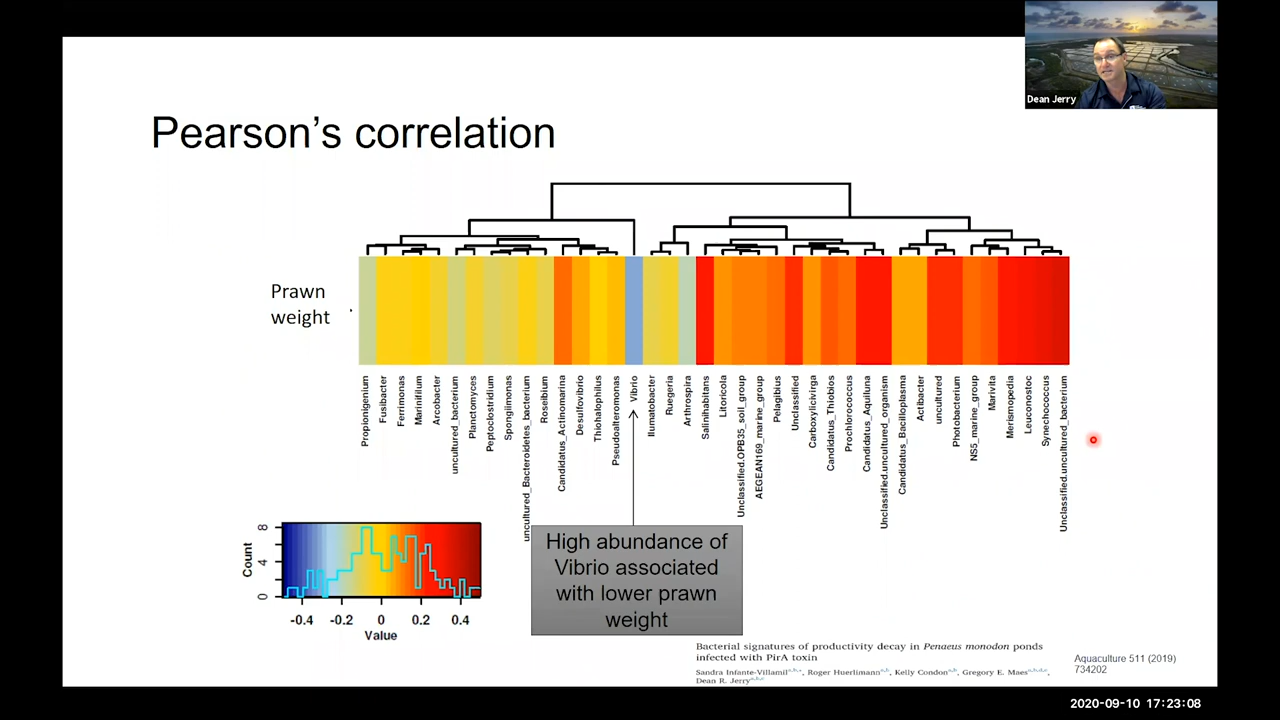 Dean Jerry
Pearson's correlation
Prawn
weight
Propionigenium
Fusibacter
Ferrimonas
Marinifilum
Arcobacter
uncultured_bacterium
Planctomyces
Peptoclostridium
Spongiimonas
uncultured_Bacteroidetes_bacterium
Roseibium
Candidatus_Actinomarina
Desulfovibrio
Thiohalophilus
Pseudoalteromonas
Vibrio
Ilumatobacter
Ruegeria
Arthrospira
Salinihabitans
Litoricola
Unclassified.OPB35_soil_group
AEGEAN169_marine_group
Pelagibius
Unclassified
Carboxylicivirga
Candidatus_Thiobios
Prochlorococcus
Candidatus_Aquiluna
Unclassified.uncultured_organism
Candidatus_Bacilloplasma
Actibacter
uncultured
Photobacterium
NS5_marine_group
Marivita
Merismopedia
Leuconostoc
Synechococcus
Unclassified.uncultured_bacterium
Count
0 4 8
-0.4 -0.2 0 0.2 0.4
Value
High abundance of
Vibrio associated
with lower prawn
weight
Bacterial signatures of productivity decay in Penaeus monodon ponds
infected with PirA toxin
Sandra Infante-Villamil, Roger Huerlimann, Kelly Condon, Gregory E. Maes,
Dean R. Jerry
Aquaculture 511 (2019)
734202
2020-09-10 17:23:08